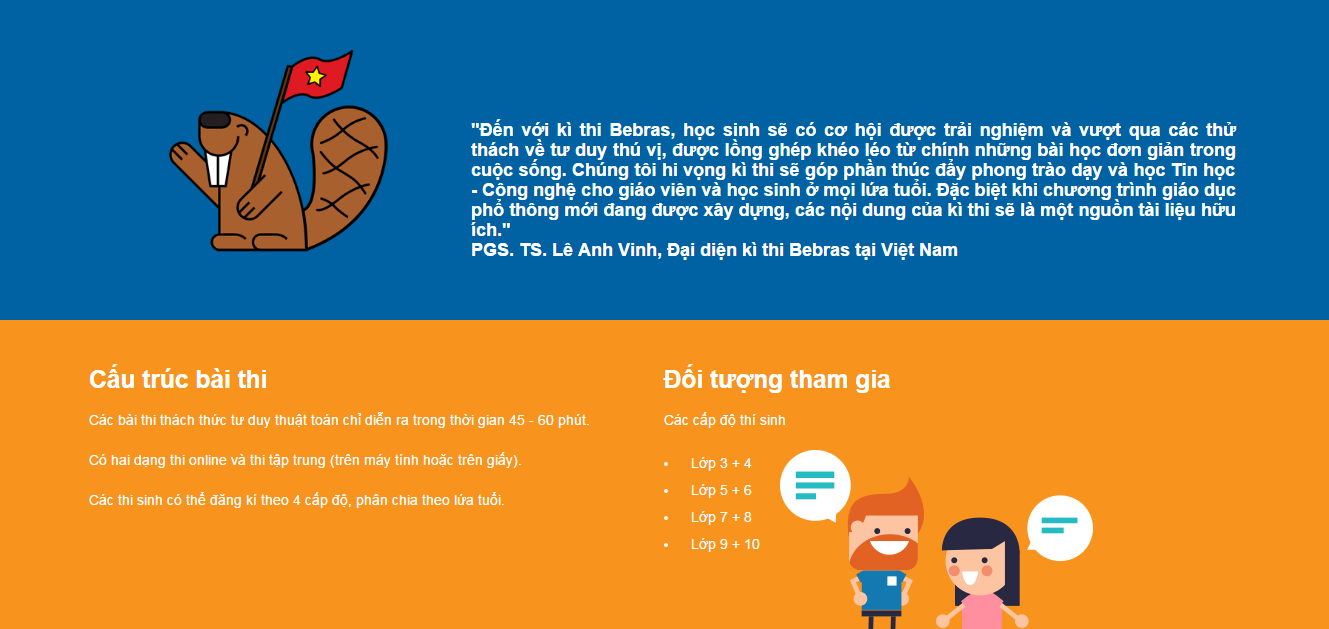 "Đến với kì thi Bebras, học sinh sẽ có cơ hội được trải nghiệm và vượt qua các thử
thách về tư duy thú vị, được lồng ghép khéo léo từ chính những bài học đơn giản trong
cuộc sống. Chúng tôi hi vọng kì thi sẽ góp phần thúc đẩy phong trào dạy và học Tin học
- Công nghệ cho giáo viên và học sinh ở mọi lứa tuổi. Đặc biệt khi chương trình giáo dục
phổ thông mới đang được xây dựng, các nội dung của kì thi sẽ là một nguồn tài liệu hữu
ích."
PGS. TS. Lê Anh Vinh, Đại diện kì thi Bebras tại Việt Nam
Cấu trúc bài thi
Các bài thi thách thức tư duy thuật toán chỉ diễn ra trong thời gian 45 - 60 phút.
Có hai dạng thi online và thi tập trung (trên máy tính hoặc trên giấy).
Các thi sinh có thể đăng kí theo 4 cấp độ, phân chia theo lứa tuổi.
Đối tượng tham gia
Các cấp độ thí sinh
• Lớp 3 + 4
• Lớp 5 + 6
• Lớp 7 + 8
• Lớp 9 + 10